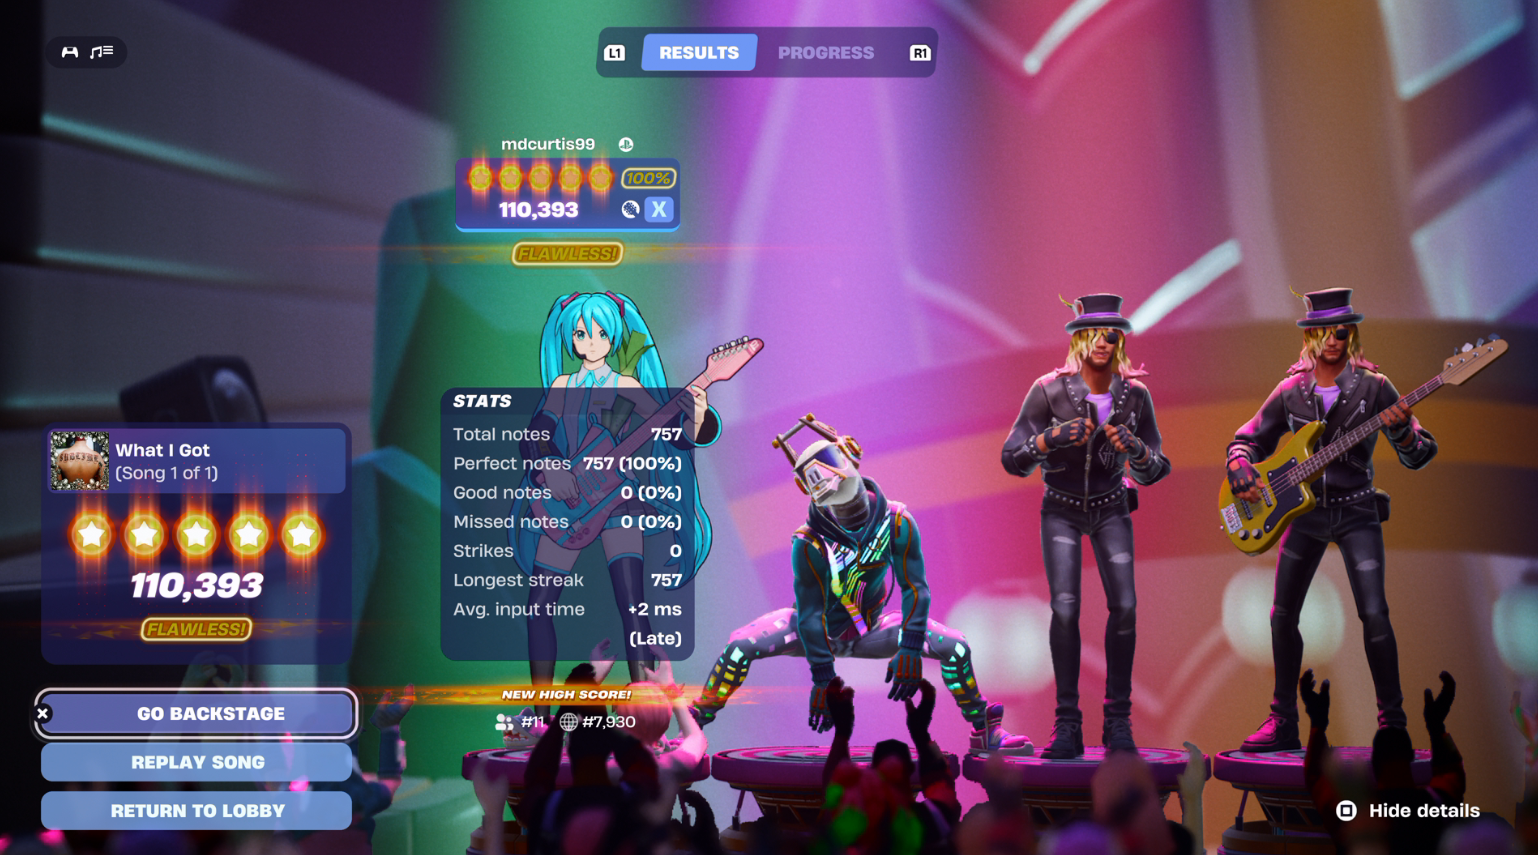 L1
RESULTS
PROGRESS
R1
mdcurtis99
100%
110,393
X
FLAWLESS!
STATS
Total notes 757
Perfect notes 757 (100%)
Good notes 0 (0%)
Missed notes 0 (0%)
Strikes 0
Longest streak 757
Avg. input time +2 ms
(Late)
NEW HIGH SCORE!
#11 #7,930
SUBLIME
What I Got
(Song 1 of 1)
110,393
FLAWLESS!
GO BACKSTAGE
REPLAY SONG
RETURN TO LOBBY
Hide details